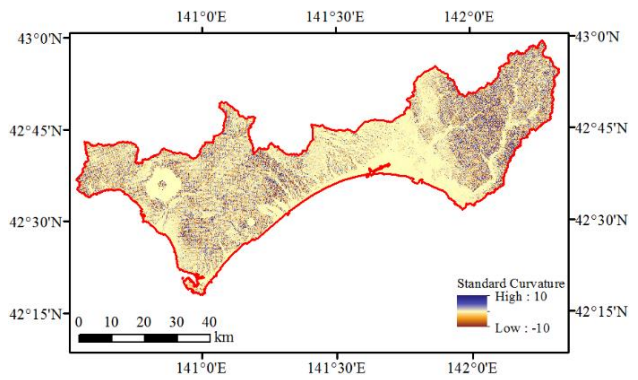 141°0'E 141°30'E 142°0'E
43°0'N 43°0'N
42°45'N 42°45'N
42°30'N 42°30'N
42°15'N 42°15'N
Standard Curvature
High : 10
Low : -10
0 10 20 30 40
km
141°0'E 141°30'E 142°0'E